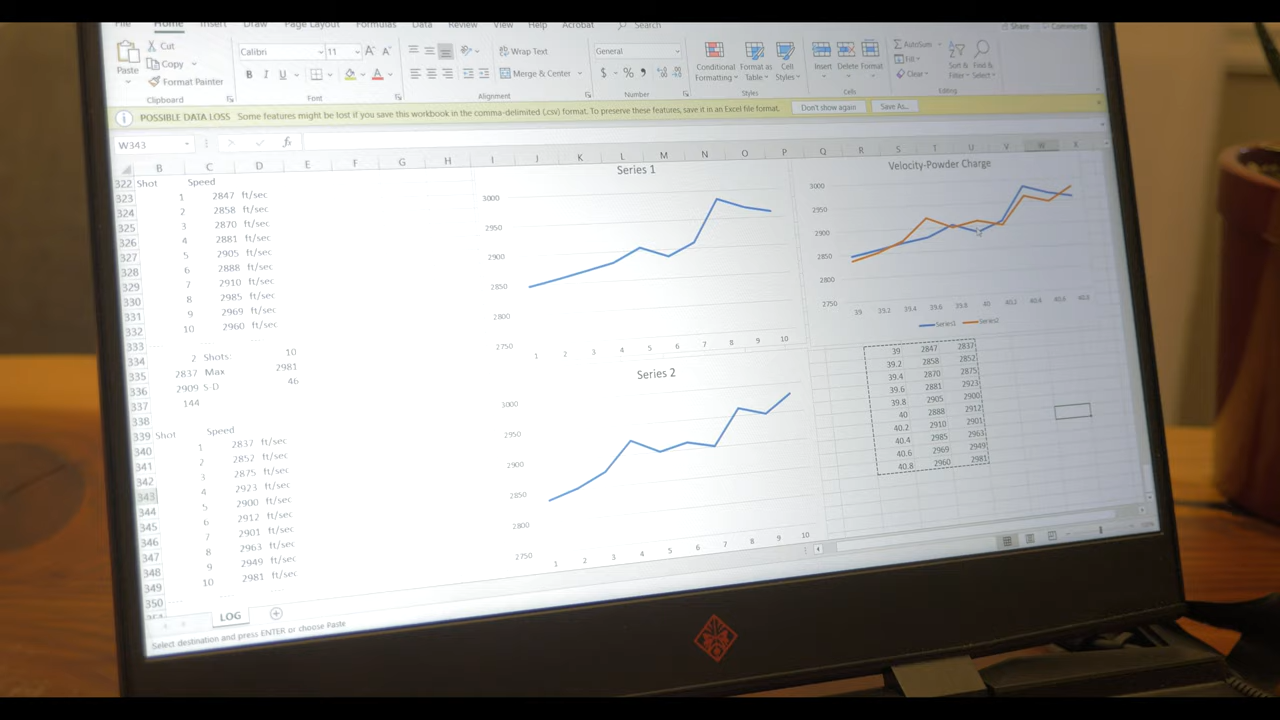 File Home Insert Draw Page Layout Formulas Data Review View Help Acrobat Search Share Comments
Paste Cut Copy Format Painter Clipboard
Calibri 11 B I U Font
Wrap Text Merge & Center Alignment
General $ % Number
Conditional Formatting Format as Table Cell Styles Styles
Insert Delete Format Cells
AutoSum Fill Clear Sort & Filter Find & Select Editing
POSSIBLE DATA LOSS Some features might be lost if you save this workbook in the comma-delimited (.csv) format. To preserve these features, save it in an Excel file format. Don't show again Save As...
W343 fx
B C D E F G H I J K L M N O P Q R S T U V W X
322 Shot Speed
323 1 2847 ft/sec
324 2 2858 ft/sec
325 3 2870 ft/sec
326 4 2881 ft/sec
327 5 2905 ft/sec
328 6 2888 ft/sec
329 7 2910 ft/sec
330 8 2985 ft/sec
331 9 2969 ft/sec
332 10 2960 ft/sec
333
334 2 Shots: 10
335 2837 Max 2981
336 2909 S-D 46
337 144
338
339 Shot Speed
340 1 2837 ft/sec
341 2 2852 ft/sec
342 3 2875 ft/sec
343 4 2923 ft/sec
344 5 2900 ft/sec
345 6 2912 ft/sec
346 7 2901 ft/sec
347 8 2963 ft/sec
348 9 2949 ft/sec
349 10 2981 ft/sec
350
Series 1
3000
2950
2900
2850
2800
2750
1 2 3 4 5 6 7 8 9 10
Series 2
3000
2950
2900
2850
2800
2750
1 2 3 4 5 6 7 8 9 10
Velocity-Powder Charge
3000
2950
2900
2850
2800
2750
39 39.2 39.4 39.6 39.8 40 40.2 40.4 40.6 40.8
Series1 Series2
39 2847 2837
39.2 2858 2852
39.4 2870 2875
39.6 2881 2923
39.8 2905 2900
40 2888 2912
40.2 2910 2901
40.4 2985 2963
40.6 2969 2949
40.8 2960 2981
LOG
Select destination and press ENTER or choose Paste